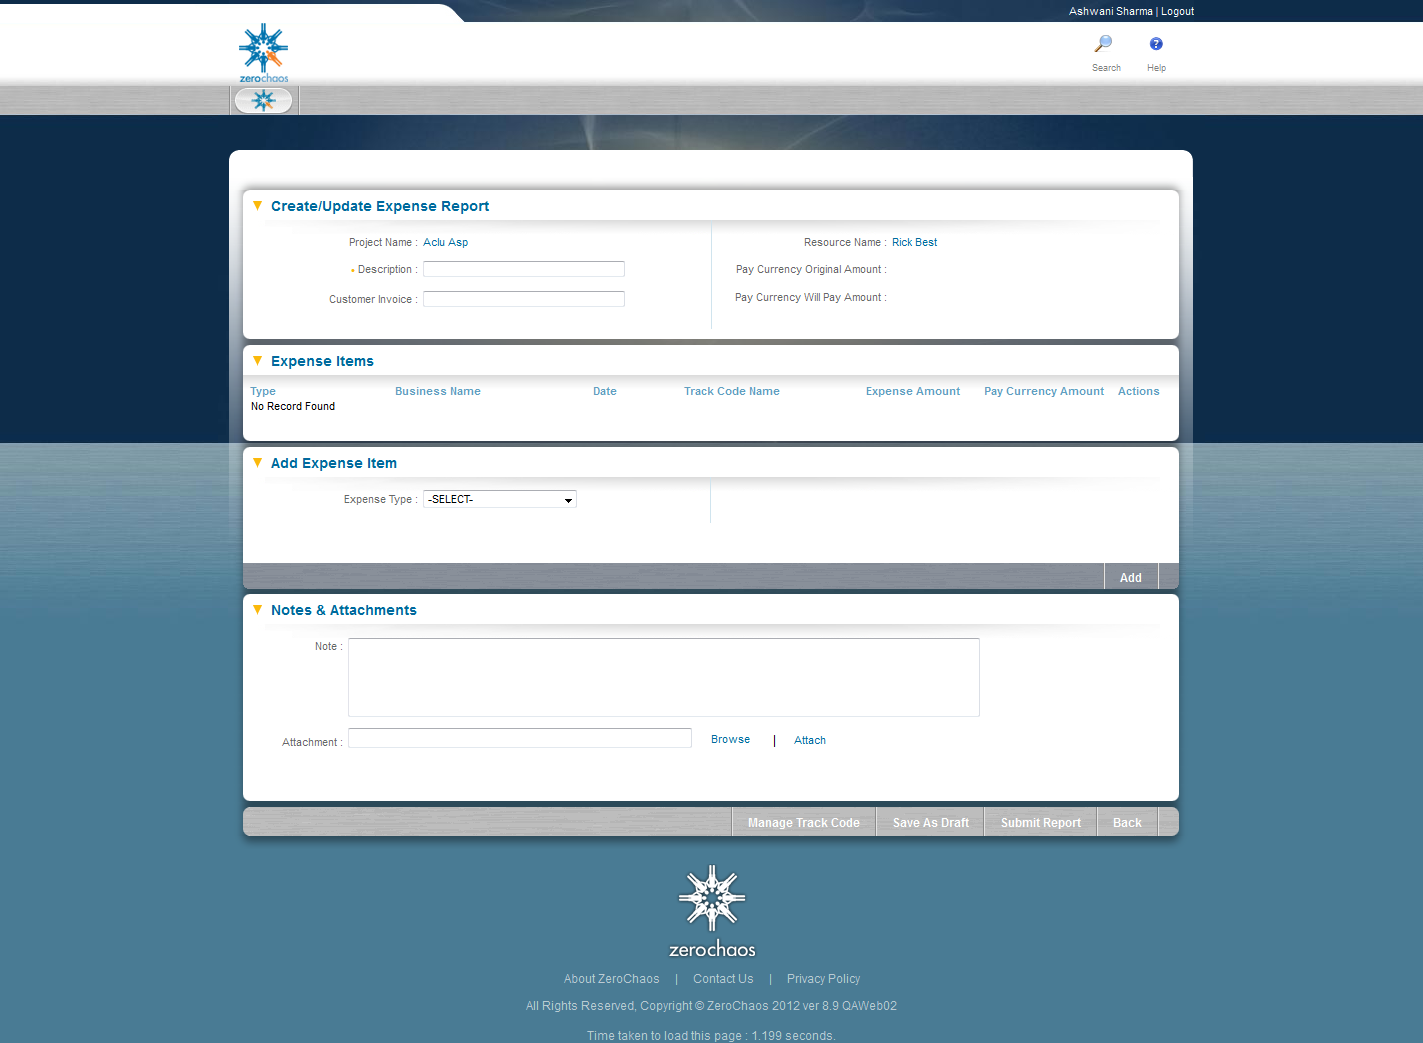 Ashwani Sharma | Logout
zerochaos
Search Help
Create/Update Expense Report
Project Name : Aclu Asp
Resource Name : Rick Best
• Description :
Pay Currency Original Amount :
Customer Invoice :
Pay Currency Will Pay Amount :
Expense Items
Type Business Name Date Track Code Name Expense Amount Pay Currency Amount Actions
No Record Found
Add Expense Item
Expense Type : -SELECT-
Add
Notes & Attachments
Note :
Attachment : Browse | Attach
Manage Track Code Save As Draft Submit Report Back
zerochaos
About ZeroChaos | Contact Us | Privacy Policy
All Rights Reserved, Copyright © ZeroChaos 2012 ver 8.9 QAWeb02
Time taken to load this page : 1.199 seconds.